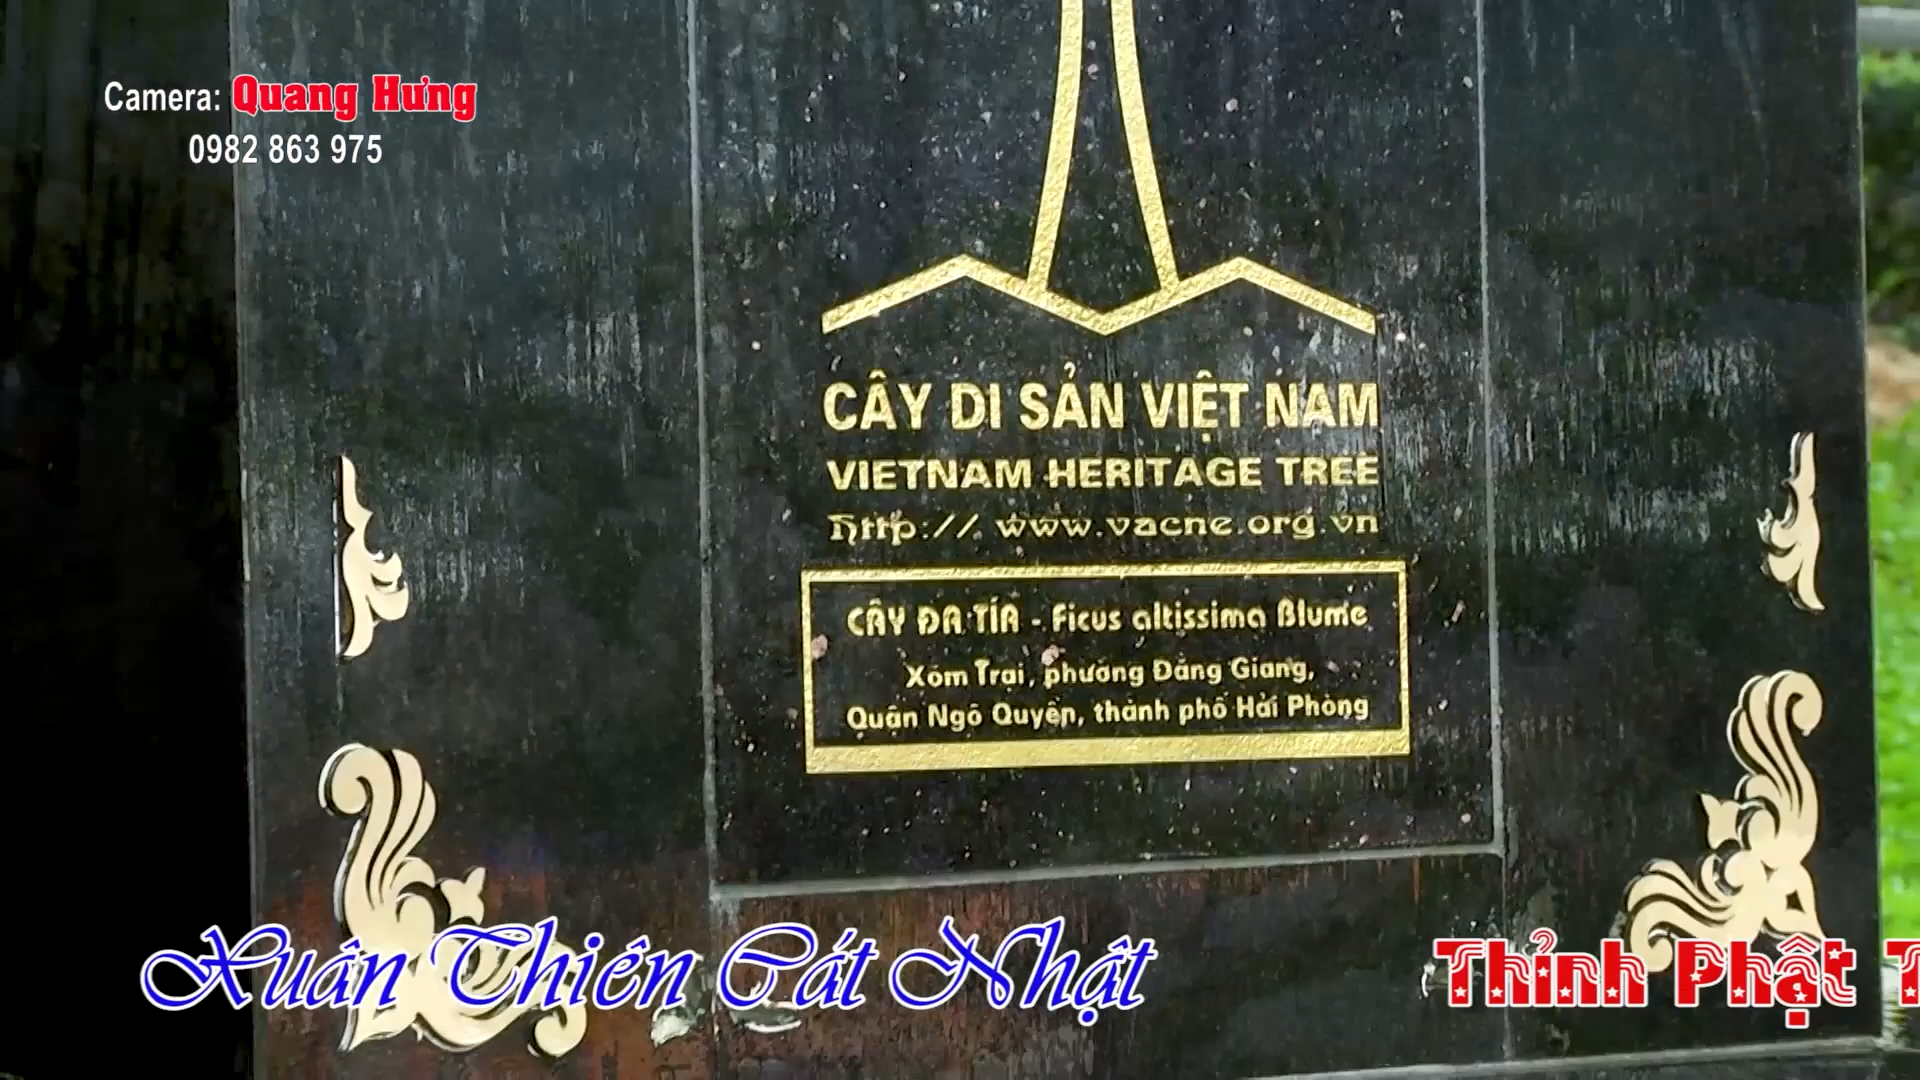 Camera: Quang Hưng
0982 863 975
CÂY DI SẢN VIỆT NAM
VIETNAM HERITAGE TREE
http:// www.vacne.org.vn
CÂY ĐA TÍA - Ficus altissima Blume
Xóm Trại, phường Đằng Giang,
Quận Ngô Quyền, thành phố Hải Phòng
Xuân Thiên Cát Nhật
Thỉnh Phật T